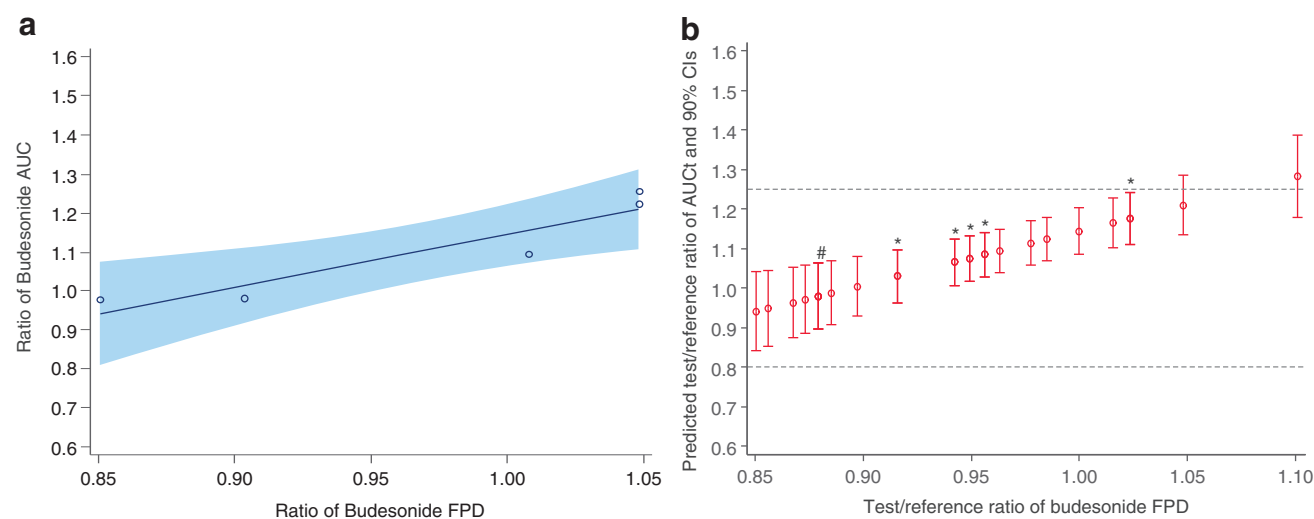 a
Ratio of Budesonide AUC
1.6
1.5
1.4
1.3
1.2
1.1
1.0
0.9
0.8
0.7
0.6
0.85 0.90 0.95 1.00 1.05
Ratio of Budesonide FPD
b
Predicted test/reference ratio of AUCt and 90% CIs
1.6
1.5
1.4
1.3
1.2
1.1
1.0
0.9
0.8
0.7
0.6
# * * * * *
0.85 0.90 0.95 1.00 1.05 1.10
Test/reference ratio of budesonide FPD